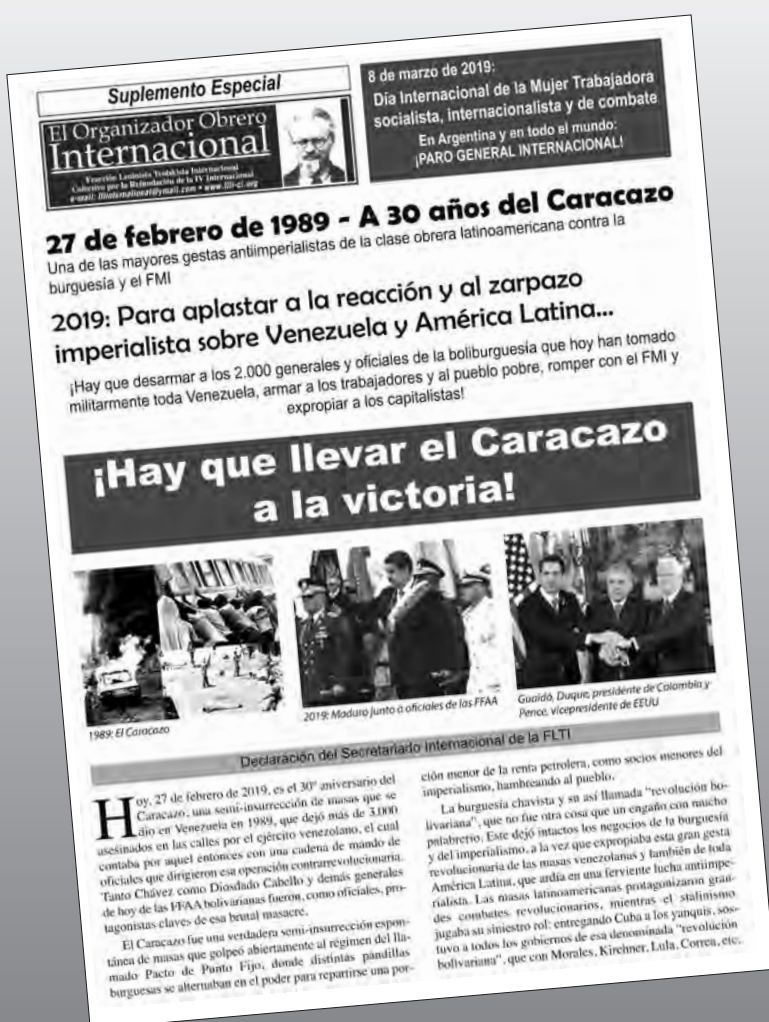 Suplemento Especial
El Organizador Obrero
Internacional
Fracción Leninista Trotskista Internacional
Colectivo por la Refundación de la IV Internacional
8 de marzo de 2019:
Día Internacional de la Mujer Trabajadora
socialista, internacionalista y de combate
En Argentina y en todo el mundo:
¡PARO GENERAL INTERNACIONAL!
27 de febrero de 1989 - A 30 años del Caracazo
Una de las mayores gestas antiimperialistas de la clase obrera latinoamericana contra la
burguesía y el FMI
2019: Para aplastar a la reacción y al zarpazo
imperialista sobre Venezuela y América Latina...
¡Hay que desarmar a los 2.000 generales y oficiales de la boliburguesía que hoy han tomado
militarmente toda Venezuela, armar a los trabajadores y al pueblo pobre, romper con el FMI y
expropiar a los capitalistas!
¡Hay que llevar el Caracazo
a la victoria!
1989: El Caracazo
2019: Maduro junto a oficiales de las FFAA
Guaidó, Duque, presidente de Colombia y
Pence, vicepresidente de EEUU
Declaración del Secretariado Internacional de la FLTI
Hoy, 27 de febrero de 2019, es el 30º aniversario del
Caracazo, una semi-insurrección de masas que se
dio en Venezuela en 1989, que dejó más de 3.000
asesinados en las calles por el ejército venezolano, el cual
contaba por aquel entonces con una cadena de mando de
oficiales que dirigieron esa operación contrarrevolucionaria.
Tanto Chávez como Diosdado Cabello y demás generales
de hoy de las FFAA bolivarianas fueron, como oficiales, pro-
tagonistas claves de esa brutal masacre.
El Caracazo fue una verdadera semi-insurrección espon-
tánea de masas que golpeó abiertamente al régimen del lla-
mado Pacto de Punto Fijo, donde distintas pandillas
burguesas se alternaban en el poder para repartirse una por-
ción menor de la renta petrolera, como socios menores del
imperialismo, hambreando al pueblo.
La burguesía chavista y su así llamada "revolución bo-
livariana", que no fue otra cosa que un engaño con mucho
palabrerío. Este dejó intactos los negocios de la burguesía
y del imperialismo, a la vez que expropiaba esta gran gesta
revolucionaria de las masas venezolanas y también de toda
América Latina, que ardía en una ferviente lucha antiimpe-
rialista. Las masas latinoamericanas protagonizaron gran-
des combates revolucionarios, mientras el stalinismo
jugaba su siniestro rol: entregando Cuba a los yanquis, sos-
tuvo a todos los gobiernos de esa denominada "revolución
bolivariana", que con Morales, Kirchner, Lula, Correa, etc.